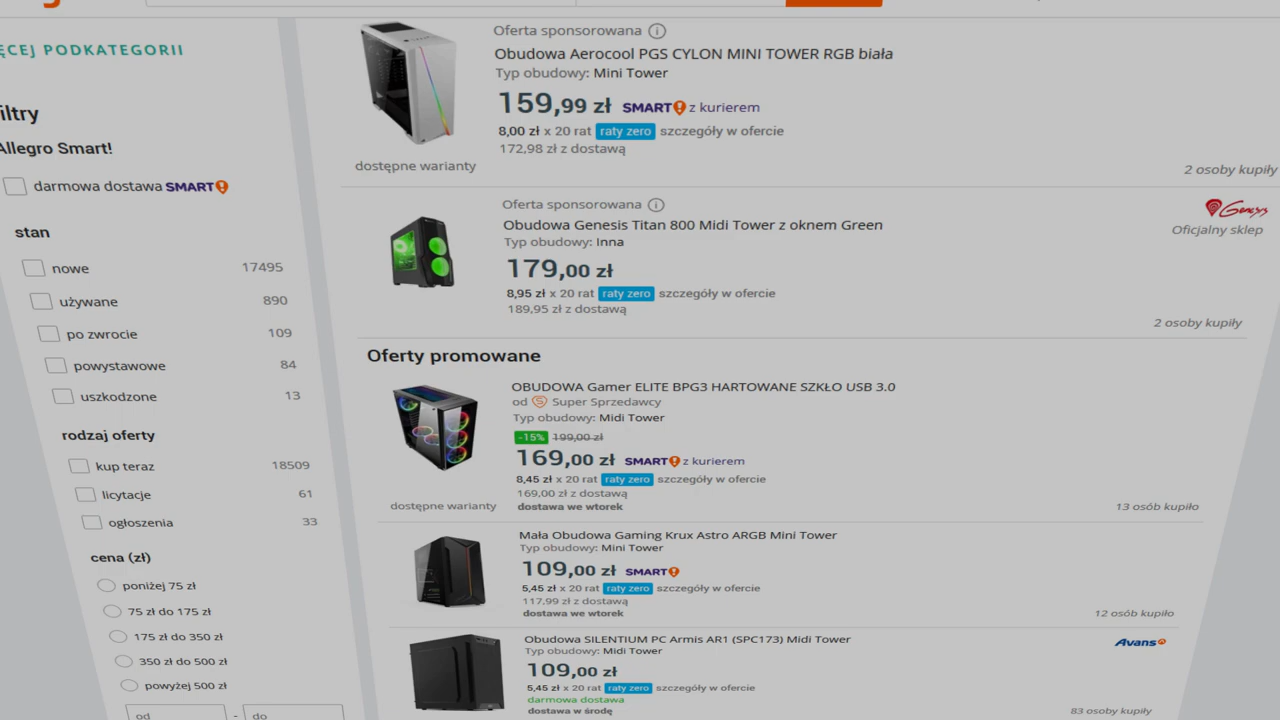 ĘCEJ PODKATEGORII
iltry
Allegro Smart!
darmowa dostawa SMART!
stan
nowe 17495
używane 890
po zwrocie 109
powystawowe 84
uszkodzone 13
rodzaj oferty
kup teraz 18509
licytacje 61
ogłoszenia 33
cena (zł)
poniżej 75 zł
75 zł do 175 zł
175 zł do 350 zł
350 zł do 500 zł
powyżej 500 zł
od - do
Oferta sponsorowana
Obudowa Aerocool PGS CYLON MINI TOWER RGB biała
Typ obudowy: Mini Tower
159,99 zł SMART! z kurierem
8,00 zł x 20 rat raty zero szczegóły w ofercie
172,98 zł z dostawą
dostępne warianty
2 osoby kupiły
Oferta sponsorowana
Genesis
Obudowa Genesis Titan 800 Midi Tower z oknem Green
Oficjalny sklep
Typ obudowy: Inna
179,00 zł
8,95 zł x 20 rat raty zero szczegóły w ofercie
189,95 zł z dostawą
2 osoby kupiły
Oferty promowane
OBUDOWA Gamer ELITE BPG3 HARTOWANE SZKŁO USB 3.0
od Super Sprzedawcy
Typ obudowy: Midi Tower
-15% 199,00 zł
169,00 zł SMART! z kurierem
8,45 zł x 20 rat raty zero szczegóły w ofercie
169,00 zł z dostawą
dostępne warianty
dostawa we wtorek
13 osób kupiło
Mała Obudowa Gaming Krux Astro ARGB Mini Tower
Typ obudowy: Mini Tower
109,00 zł SMART!
5,45 zł x 20 rat raty zero szczegóły w ofercie
117,99 zł z dostawą
dostawa we wtorek
12 osób kupiło
Obudowa SILENTIUM PC Armis AR1 (SPC173) Midi Tower
Avans
Typ obudowy: Midi Tower
109,00 zł
5,45 zł x 20 rat raty zero szczegóły w ofercie
darmowa dostawa
dostawa w środę
83 osoby kupiły